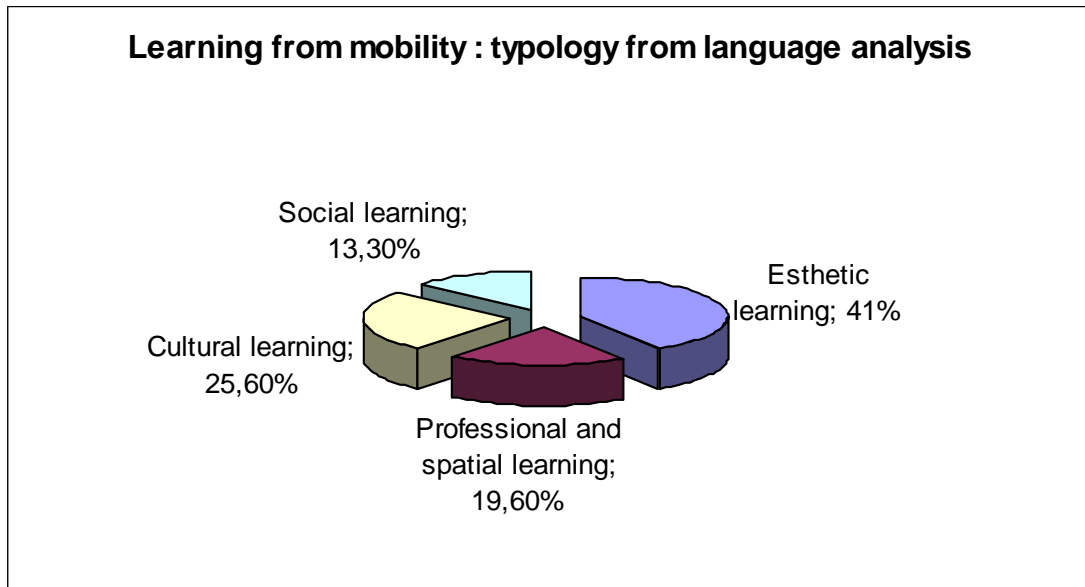 Learning from mobility : typology from language analysis
Social learning;
13,30%
Esthetic
learning; 41%
Cultural learning;
25,60%
Professional and
spatial learning;
19,60%